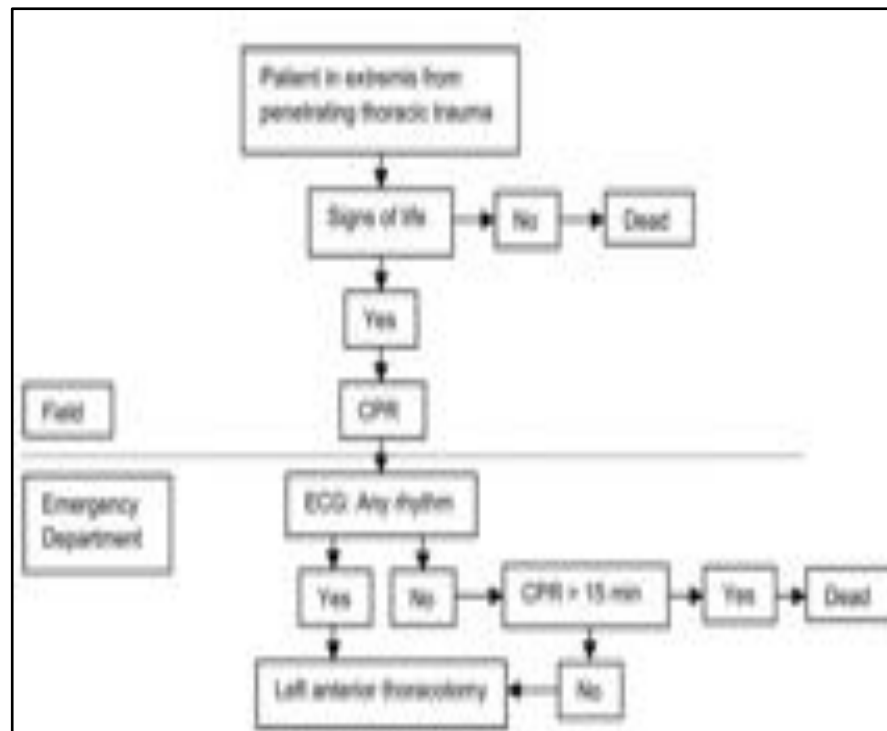 Patient in extremis from
penetrating thoracic trauma
Signs of life
No
Dead
Yes
Field
CPR
Emergency
Department
ECG: Any rhythm
Yes
No
CPR > 15 min
Yes
Dead
Left anterior thoracotomy
No